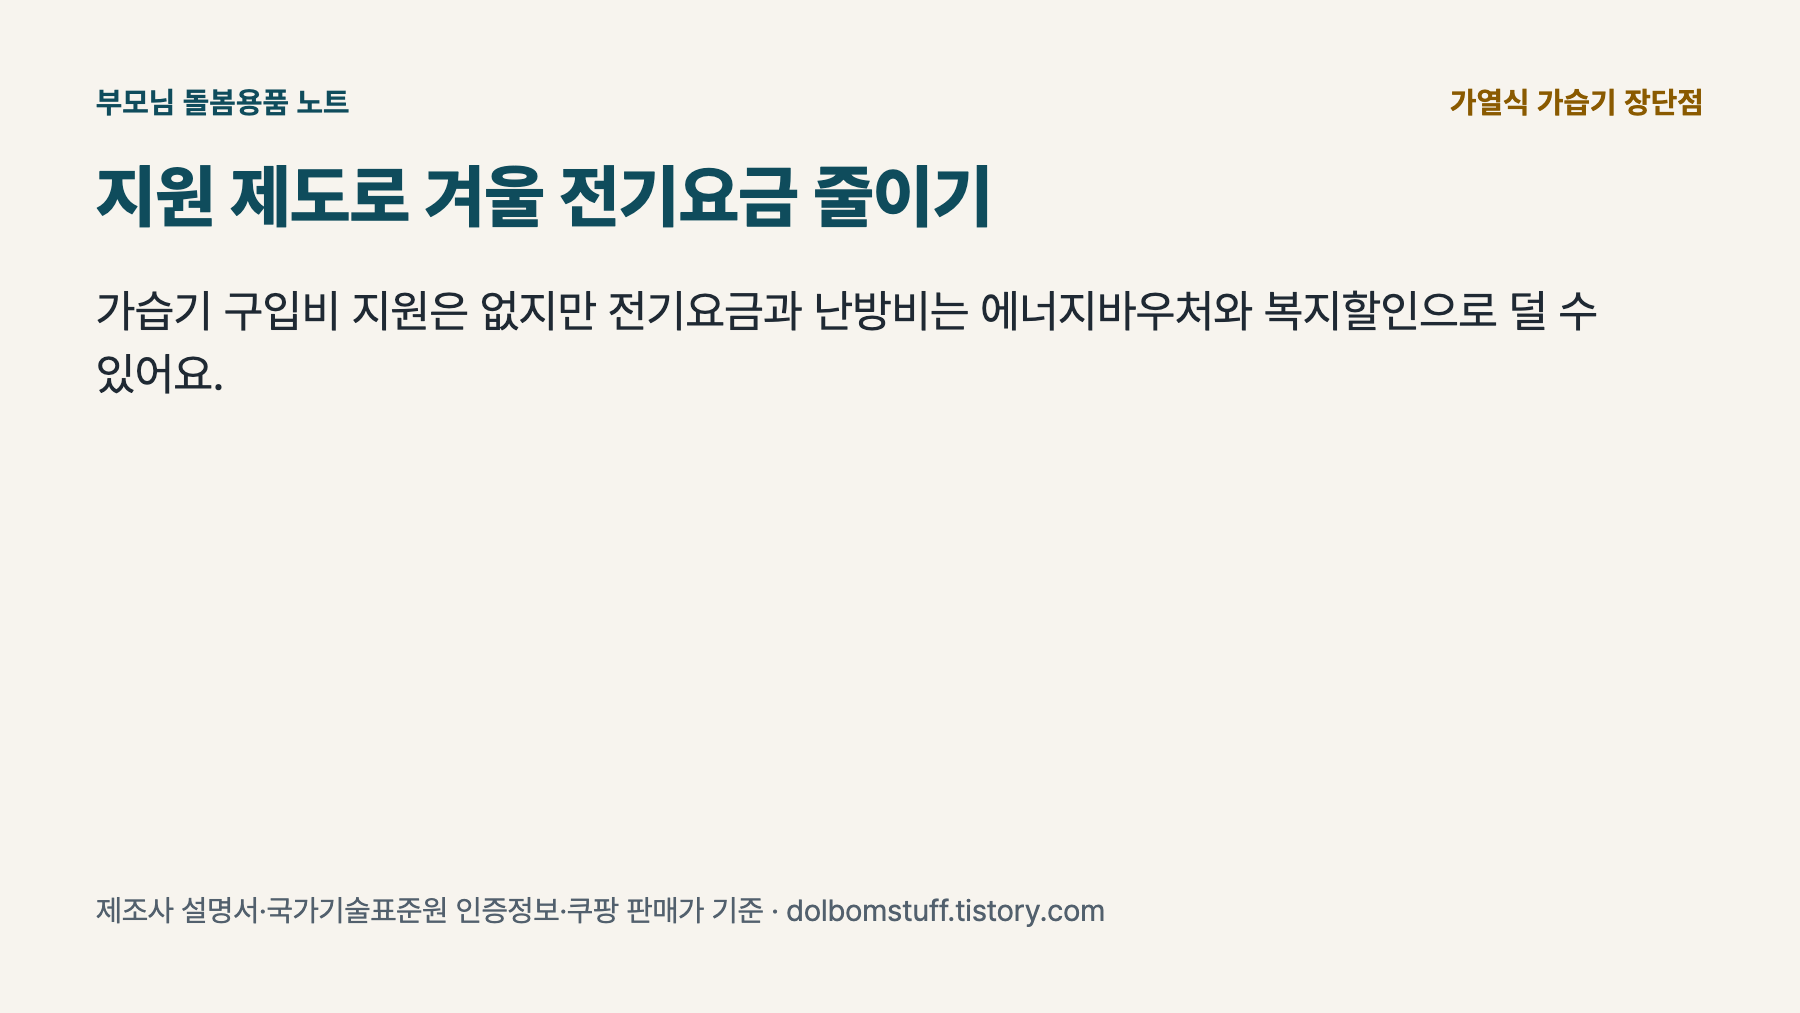 부모님 돌봄용품 노트
가열식 가습기 장단점
지원 제도로 겨울 전기요금 줄이기
가습기 구입비 지원은 없지만 전기요금과 난방비는 에너지바우처와 복지할인으로 덜 수
있어요.
제조사 설명서·국가기술표준원 인증정보·쿠팡 판매가 기준 · dolbomstuff.tistory.com